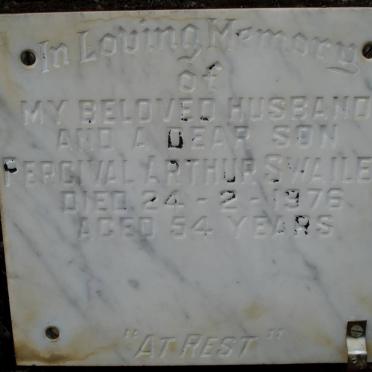 In Loving Memory
of
MY BELOVED HUSBAND
AND A DEAR SON
PERCIVAL ARTHUR SWAILE
DIED 24-2-1976
AGED 54 YEARS
"AT REST"